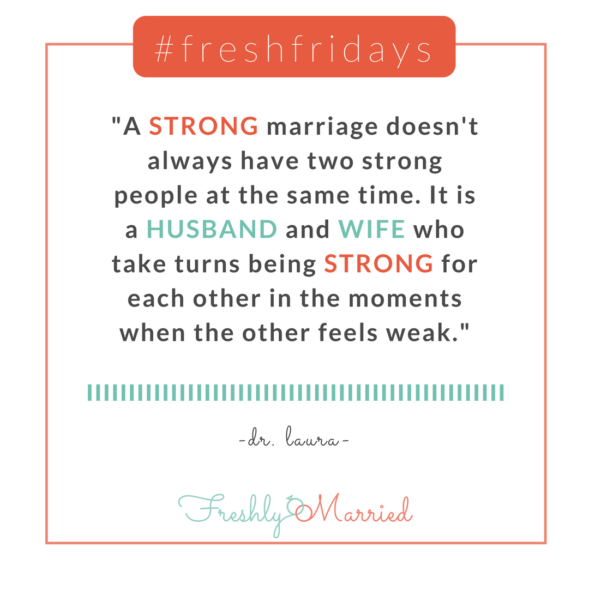 #freshfridays
"A STRONG marriage doesn't
always have two strong
people at the same time. It is
a HUSBAND and WIFE who
take turns being STRONG for
each other in the moments
when the other feels weak."
-dr. laura-
Freshly Married